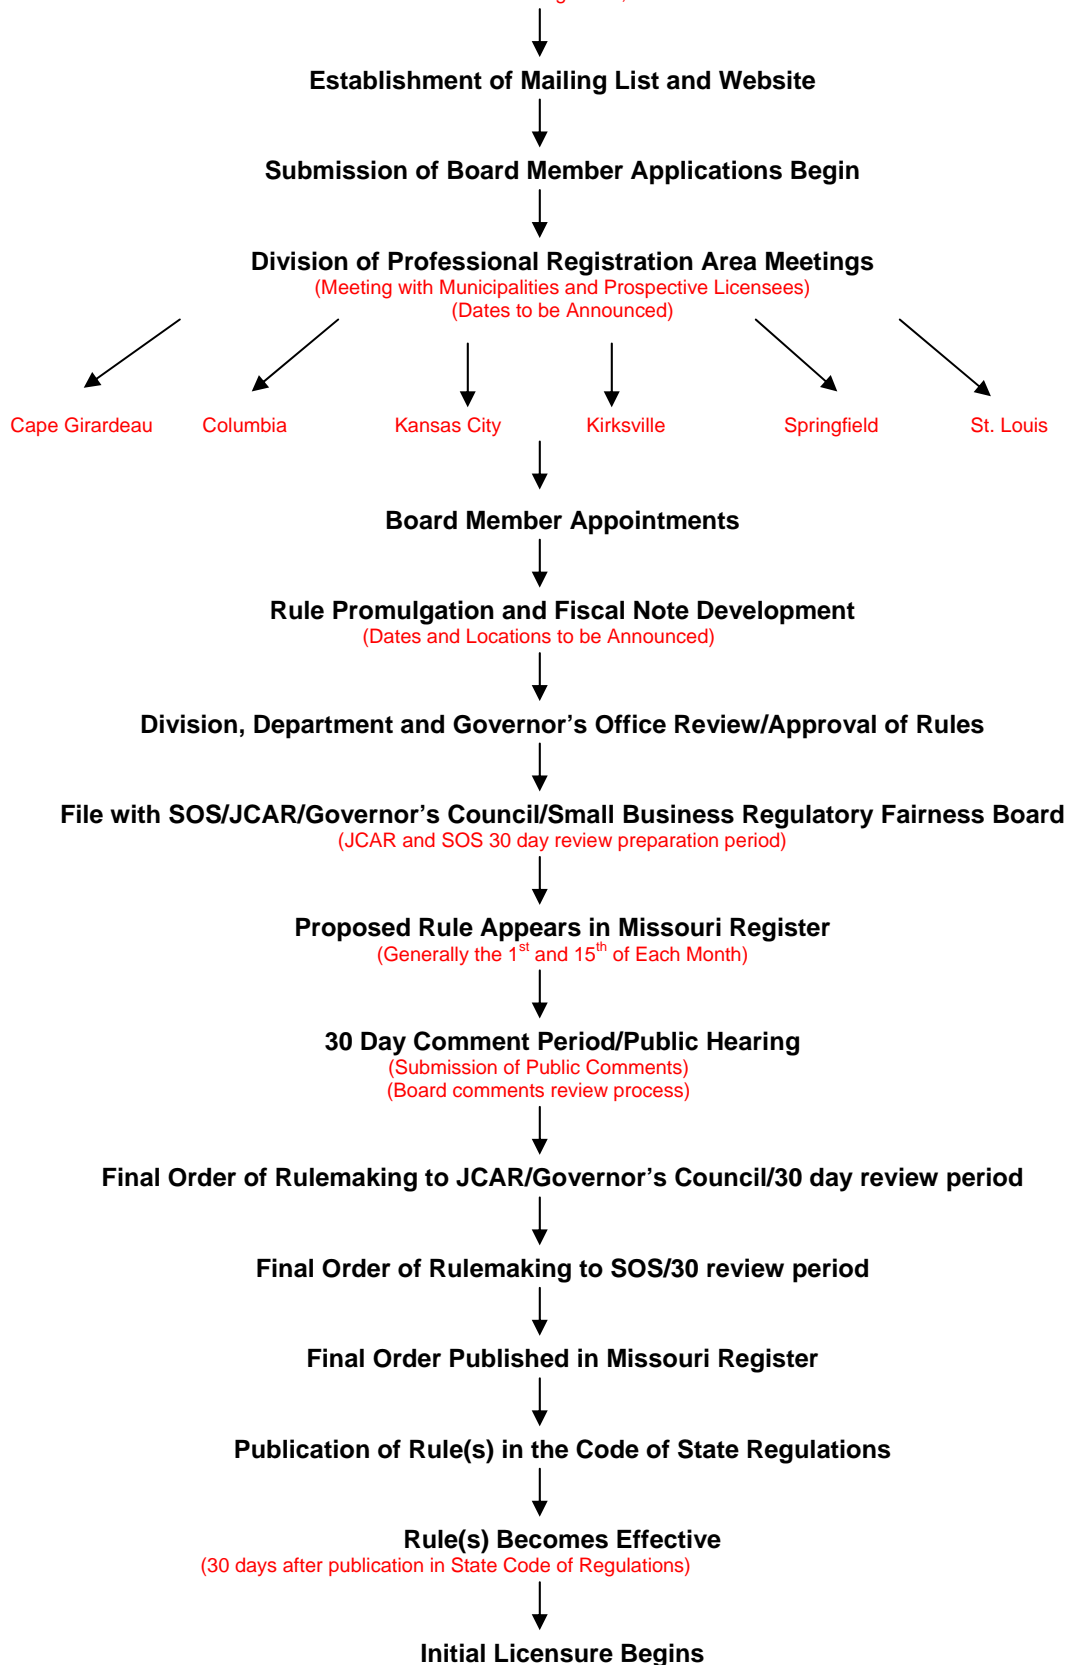 Establishment of Mailing List and Website
Submission of Board Member Applications Begin
Division of Professional Registration Area Meetings
(Meeting with Municipalities and Prospective Licensees)
(Dates to be Announced)
Cape Girardeau Columbia Kansas City Kirksville Springfield St. Louis
Board Member Appointments
Rule Promulgation and Fiscal Note Development
(Dates and Locations to be Announced)
Division, Department and Governor's Office Review/Approval of Rules
File with SOS/JCAR/Governor's Council/Small Business Regulatory Fairness Board
(JCAR and SOS 30 day review preparation period)
Proposed Rule Appears in Missouri Register
(Generally the 1st and 15th of Each Month)
30 Day Comment Period/Public Hearing
(Submission of Public Comments)
(Board comments review process)
Final Order of Rulemaking to JCAR/Governor's Council/30 day review period
Final Order of Rulemaking to SOS/30 review period
Final Order Published in Missouri Register
Publication of Rule(s) in the Code of State Regulations
Rule(s) Becomes Effective
(30 days after publication in State Code of Regulations)
Initial Licensure Begins